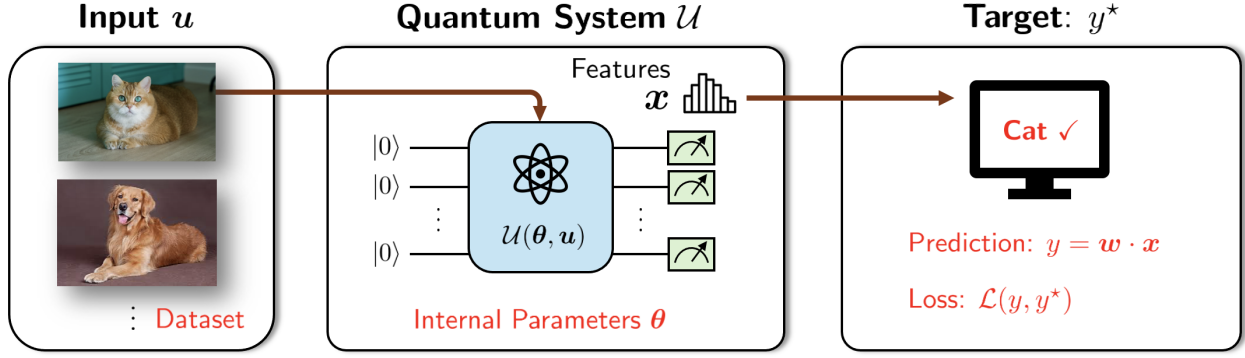 Input u
Quantum System 𝒰
Target: y⋆
Features
x
|0⟩
|0⟩
⋮
⋮
|0⟩
𝒰(θ, u)
Cat ✓
Prediction: y = w · x
Loss: ℒ(y, y⋆)
⋮ Dataset
Internal Parameters θ